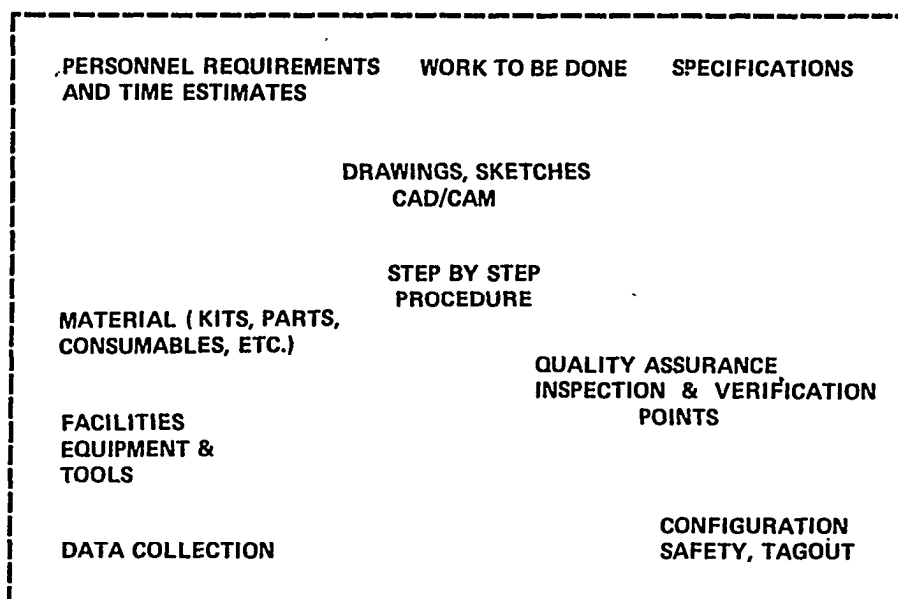 PERSONNEL REQUIREMENTS
AND TIME ESTIMATES
WORK TO BE DONE
SPECIFICATIONS
DRAWINGS, SKETCHES
CAD/CAM
STEP BY STEP
PROCEDURE
MATERIAL (KITS, PARTS,
CONSUMABLES, ETC.)
QUALITY ASSURANCE,
INSPECTION & VERIFICATION
POINTS
FACILITIES
EQUIPMENT &
TOOLS
CONFIGURATION
SAFETY, TAGOUT
DATA COLLECTION